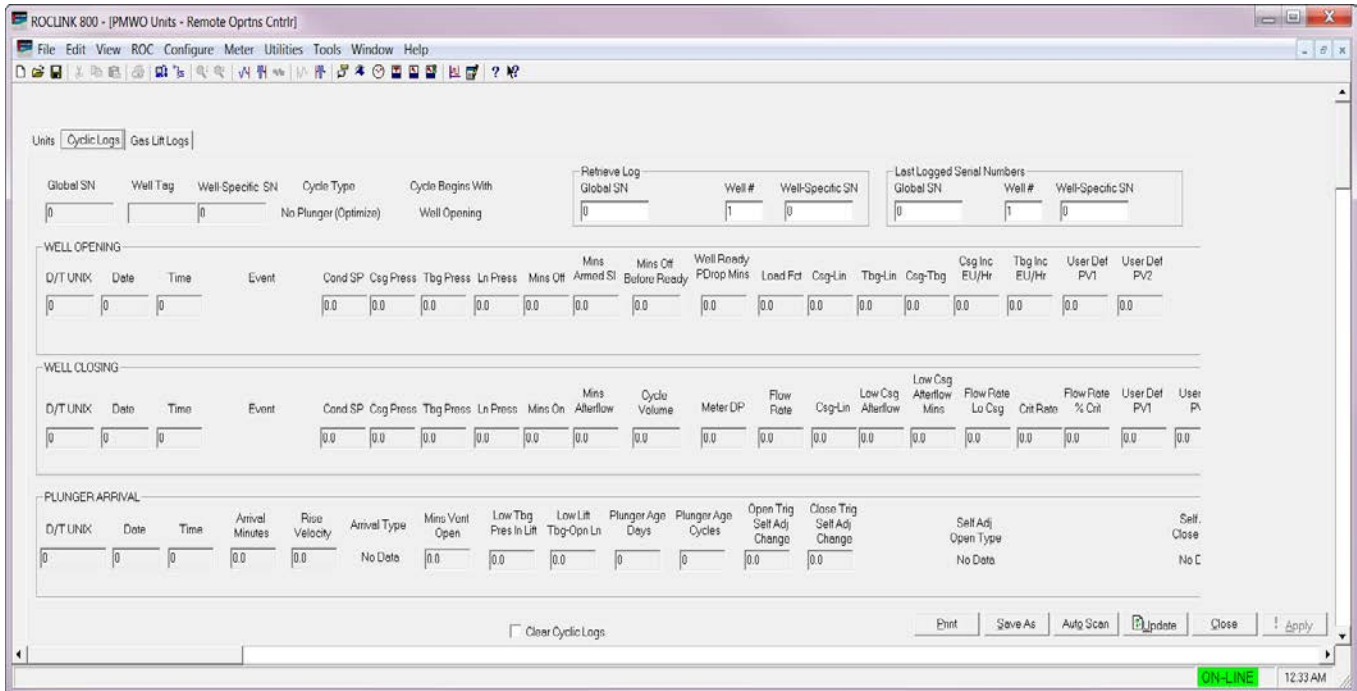 ROCLINK 800 - [PMWO Units - Remote Oprtns Cntrlr]
File Edit View ROC Configure Meter Utilities Tools Window Help
Units Cyclic Logs Gas Lift Logs
Global SN Well Tag Well-Specific SN Cycle Type Cycle Begins With
0 0 No Plunger (Optimize) Well Opening
Retrieve Log
Global SN Well # Well-Specific SN
0 1 0
Last Logged Serial Numbers
Global SN Well # Well-Specific SN
0 1 0
WELL OPENING
D/T UNIX Date Time Event Cond SP Csg Press Tbg Press Ln Press Mins Off Mins Armed SI Mins Off Before Ready Well Ready PDrop Mins Load Fct Csg-Lin Tbg-Lin Csg-Tbg Csg Inc EU/Hr Tbg Inc EU/Hr User Def PV1 User Def PV2
0 0 0 0.0 0.0 0.0 0.0 0.0 0.0 0.0 0.0 0.0 0.0 0.0 0.0 0.0 0.0 0.0 0.0
WELL CLOSING
D/T UNIX Date Time Event Cond SP Csg Press Tbg Press Ln Press Mins On Mins Afterflow Cycle Volume Meter DP Flow Rate Csg-Lin Low Csg Afterflow Low Csg Afterflow Mins Flow Rate Lo Csg Crit Rate Flow Rate % Crit User Def PV1 User PV
0 0 0 0.0 0.0 0.0 0.0 0.0 0.0 0.0 0.0 0.0 0.0 0.0 0.0 0.0 0.0 0.0 0.0 0.0
PLUNGER ARRIVAL
D/T UNIX Date Time Arrival Minutes Rise Velocity Arrival Type Mins Vent Open Low Tbg Pres In Lift Low Lift Tbg-Opn Ln Plunger Age Days Plunger Age Cycles Open Trig Self Adj Change Close Trig Self Adj Change Self Adj Open Type Self Close
0 0 0 0.0 0.0 No Data 0.0 0.0 0.0 0 0 0.0 0.0 No Data No D
Clear Cyclic Logs
Print Save As Auto Scan Update Close ! Apply
ON-LINE 12:33 AM